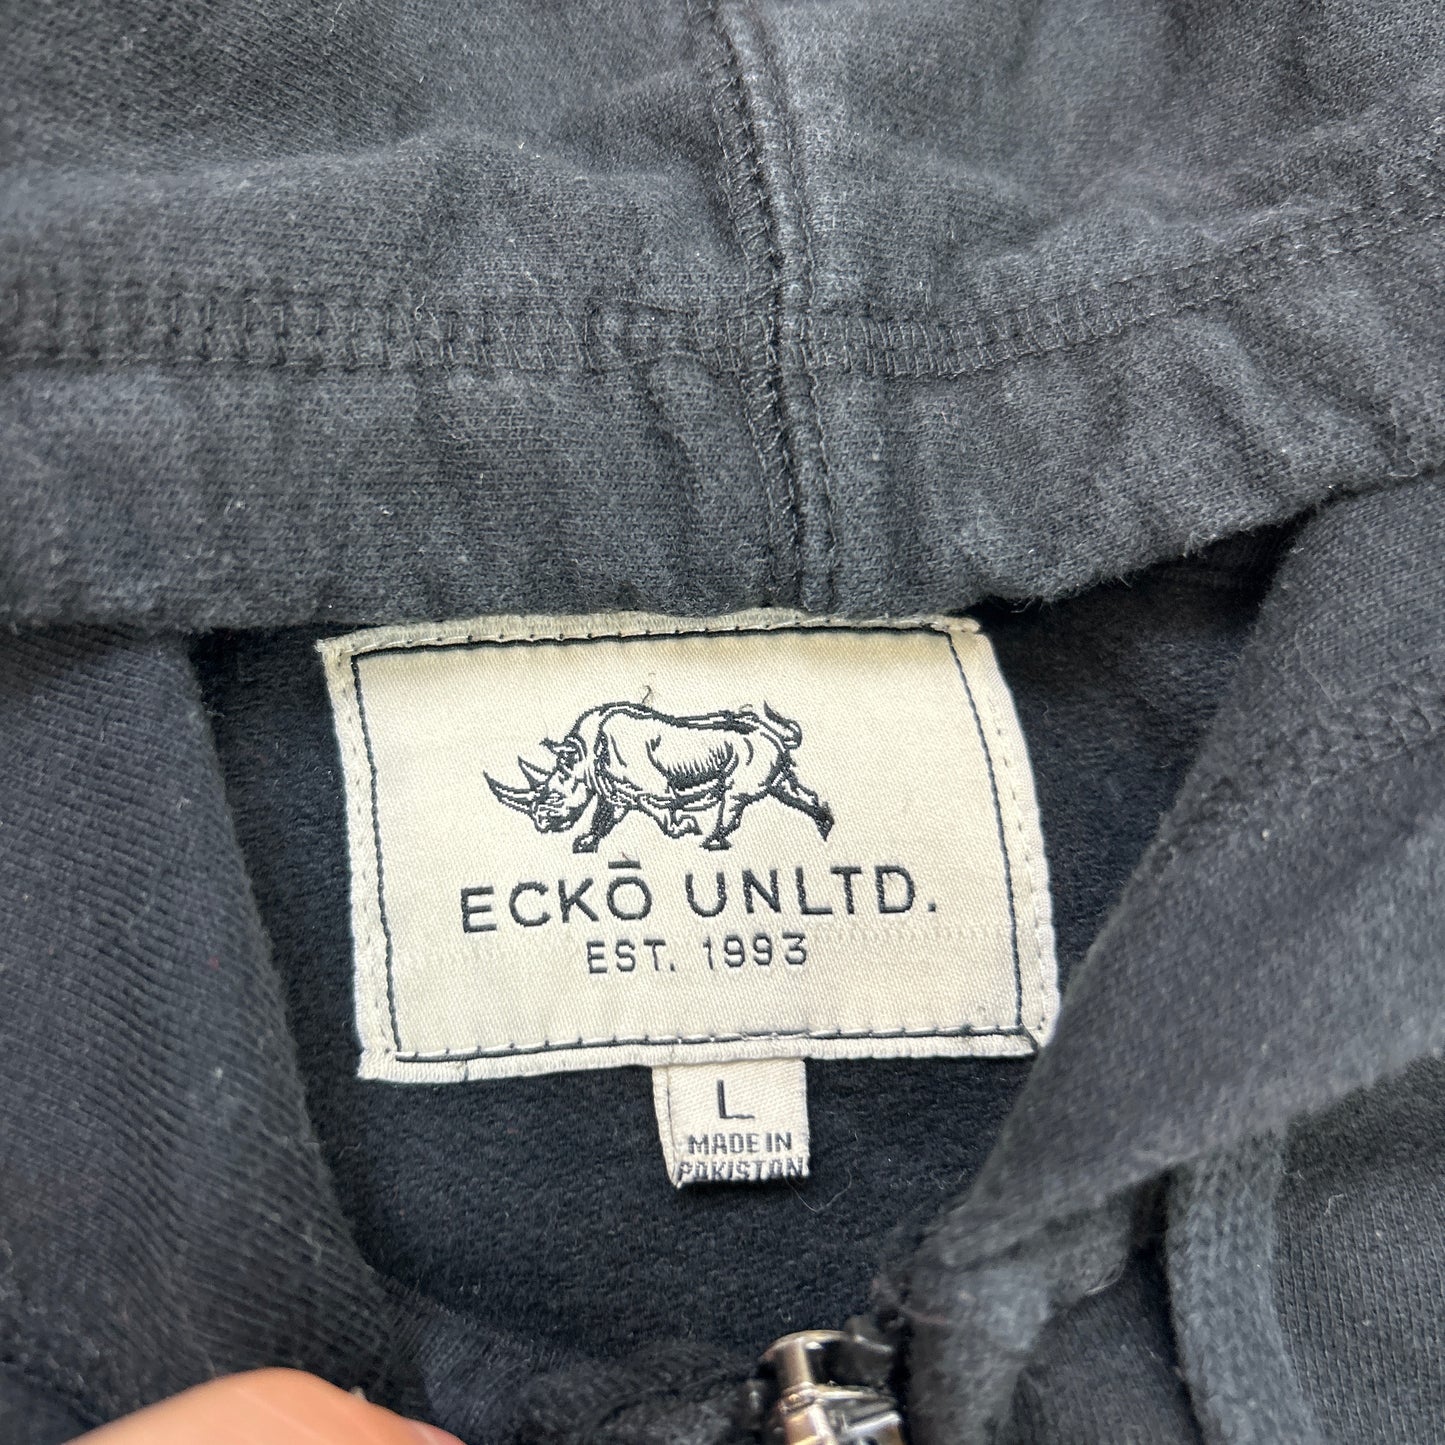 ECKŌ UNLTD.
EST. 1993
L
MADE IN
PAKISTAN